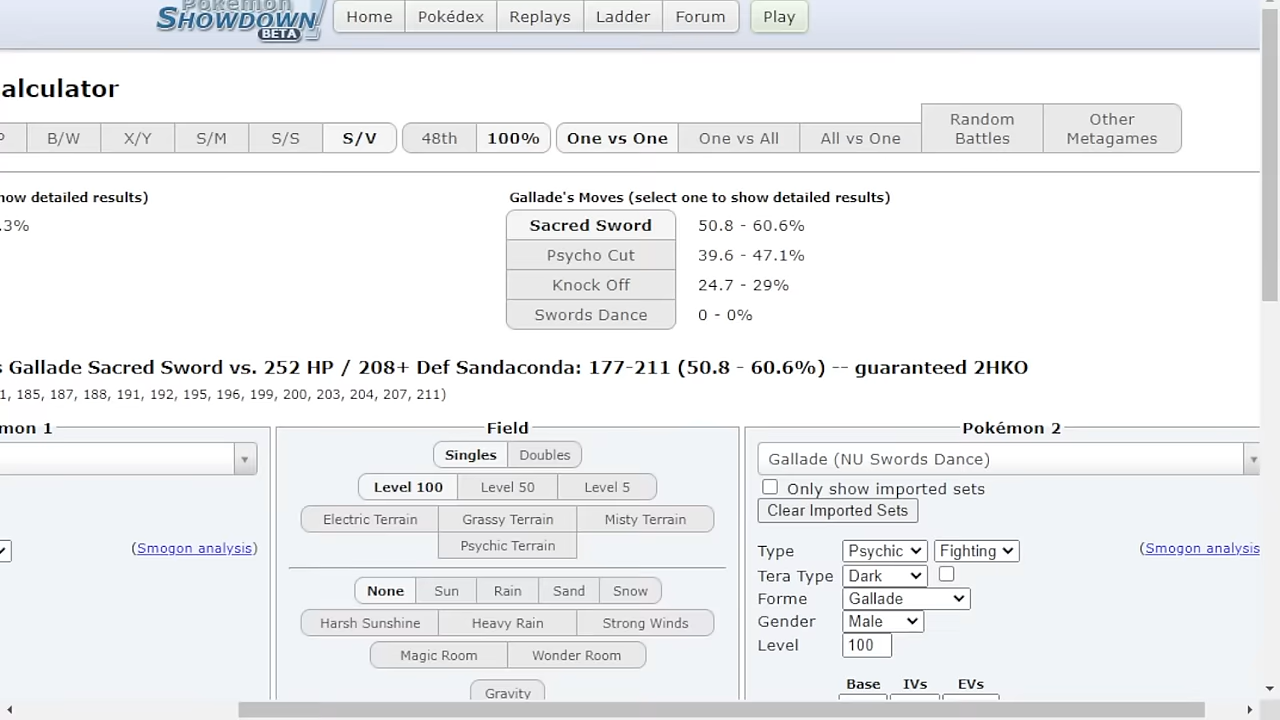 Pokémon
SHOWDOWN
BETA
Home Pokédex Replays Ladder Forum Play
alculator
P B/W X/Y S/M S/S S/V 48th 100% One vs One One vs All All vs One Random Battles Other Metagames
how detailed results)
.3%
Gallade's Moves (select one to show detailed results)
Sacred Sword 50.8 - 60.6%
Psycho Cut 39.6 - 47.1%
Knock Off 24.7 - 29%
Swords Dance 0 - 0%
s Gallade Sacred Sword vs. 252 HP / 208+ Def Sandaconda: 177-211 (50.8 - 60.6%) -- guaranteed 2HKO
1, 185, 187, 188, 191, 192, 195, 196, 199, 200, 203, 204, 207, 211)
mon 1
(Smogon analysis)
Field
Singles Doubles
Level 100 Level 50 Level 5
Electric Terrain Grassy Terrain Misty Terrain
Psychic Terrain
None Sun Rain Sand Snow
Harsh Sunshine Heavy Rain Strong Winds
Magic Room Wonder Room
Gravity
Pokémon 2
Gallade (NU Swords Dance)
Only show imported sets
Clear Imported Sets
Type Psychic Fighting (Smogon analysis
Tera Type Dark
Forme Gallade
Gender Male
Level 100
Base IVs EVs